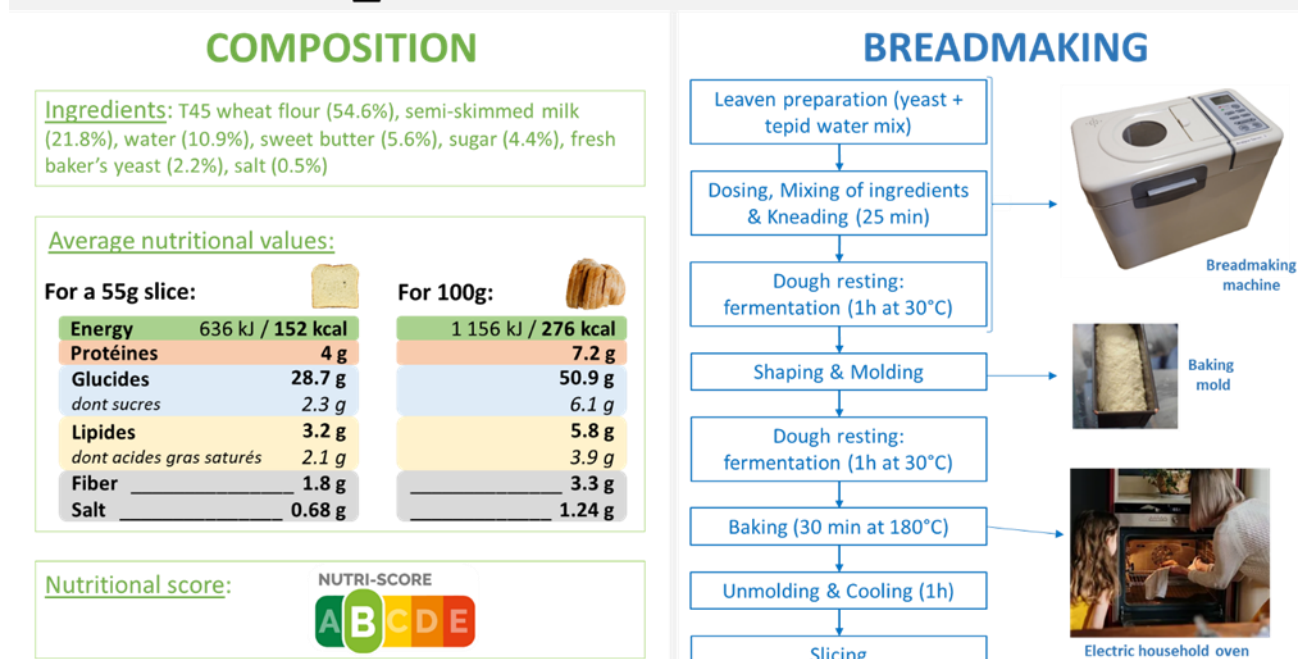 COMPOSITION
Ingredients: T45 wheat flour (54.6%), semi-skimmed milk
(21.8%), water (10.9%), sweet butter (5.6%), sugar (4.4%), fresh
baker's yeast (2.2%), salt (0.5%)
Average nutritional values:
For a 55g slice:
For 100g:
Energy 636 kJ / 152 kcal 1 156 kJ / 276 kcal
Protéines 4 g 7.2 g
Glucides 28.7 g 50.9 g
dont sucres 2.3 g 6.1 g
Lipides 3.2 g 5.8 g
dont acides gras saturés 2.1 g 3.9 g
Fiber 1.8 g 3.3 g
Salt 0.68 g 1.24 g
Nutritional score:
NUTRI-SCORE
A B C D E
BREADMAKING
Leaven preparation (yeast +
tepid water mix)
Dosing, Mixing of ingredients
& Kneading (25 min)
Dough resting:
fermentation (1h at 30°C)
Breadmaking
machine
Shaping & Molding
Baking
mold
Dough resting:
fermentation (1h at 30°C)
Baking (30 min at 180°C)
Unmolding & Cooling (1h)
Slicing
Electric household oven